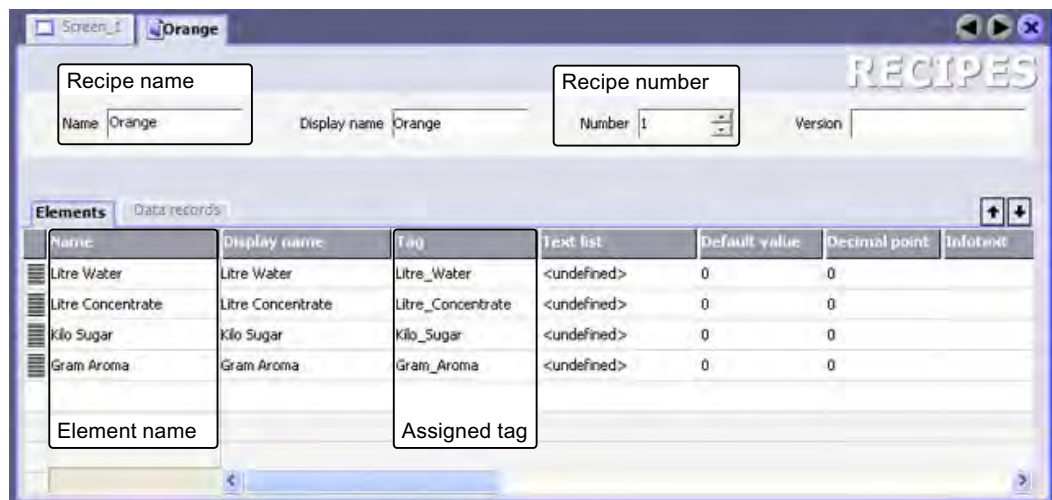 Screen_1 Orange
RECIPES
Recipe name Recipe number
Name Orange Display name Orange Number 1 Version
Elements Data records
Name Display name Tag Text list Default value Decimal point Infotext
Litre Water Litre Water Litre_Water <undefined> 0 0
Litre Concentrate Litre Concentrate Litre_Concentrate <undefined> 0 0
Kilo Sugar Kilo Sugar Kilo_Sugar <undefined> 0 0
Gram Aroma Gram Aroma Gram_Aroma <undefined> 0 0
Element name Assigned tag